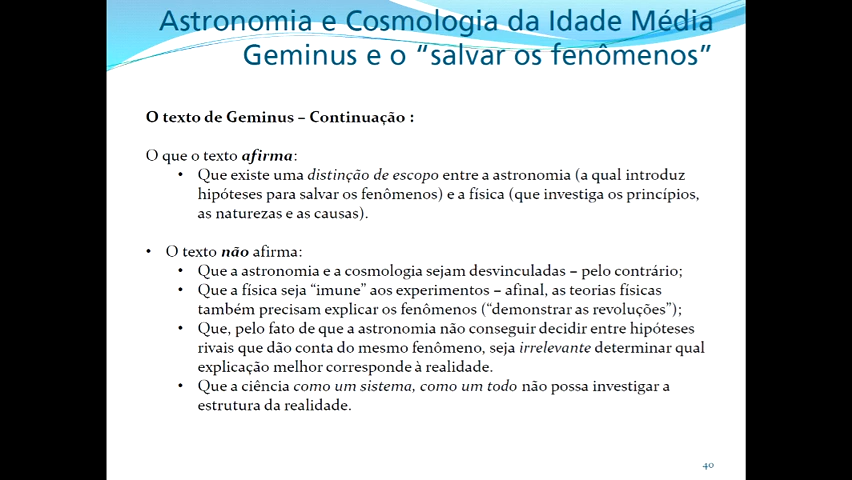 Astronomia e Cosmologia da Idade Média
Geminus e o “salvar os fenômenos”
O texto de Geminus – Continuação :
O que o texto afirma:
• Que existe uma distinção de escopo entre a astronomia (a qual introduz
hipóteses para salvar os fenômenos) e a física (que investiga os princípios,
as naturezas e as causas).
• O texto não afirma:
• Que a astronomia e a cosmologia sejam desvinculadas – pelo contrário;
• Que a física seja “imune” aos experimentos – afinal, as teorias físicas
também precisam explicar os fenômenos (“demonstrar as revoluções”);
• Que, pelo fato de que a astronomia não conseguir decidir entre hipóteses
rivais que dão conta do mesmo fenômeno, seja irrelevante determinar qual
explicação melhor corresponde à realidade.
• Que a ciência como um sistema, como um todo não possa investigar a
estrutura da realidade.
40